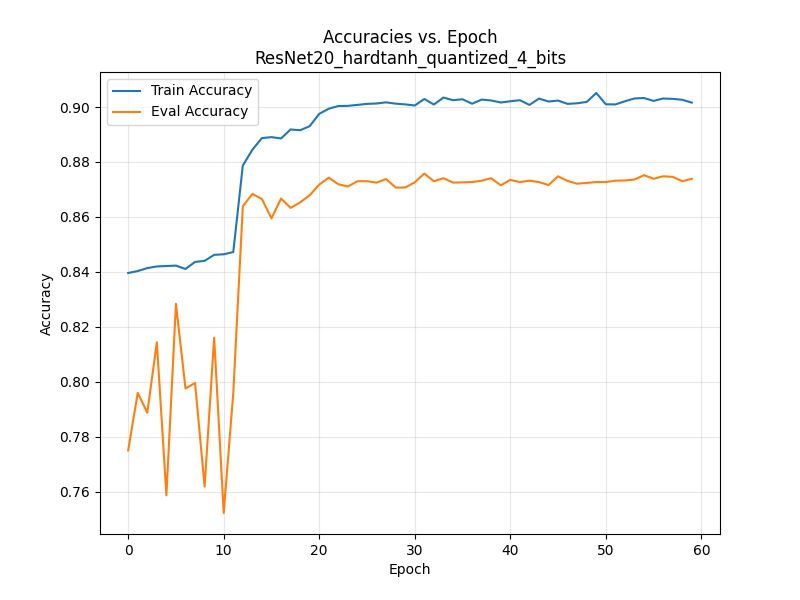 Accuracies vs. Epoch
ResNet20_hardtanh_quantized_4_bits
Train Accuracy
Eval Accuracy
0.90
0.88
0.86
0.84
0.82
0.80
0.78
0.76
Accuracy
0
10
20
30
40
50
60
Epoch